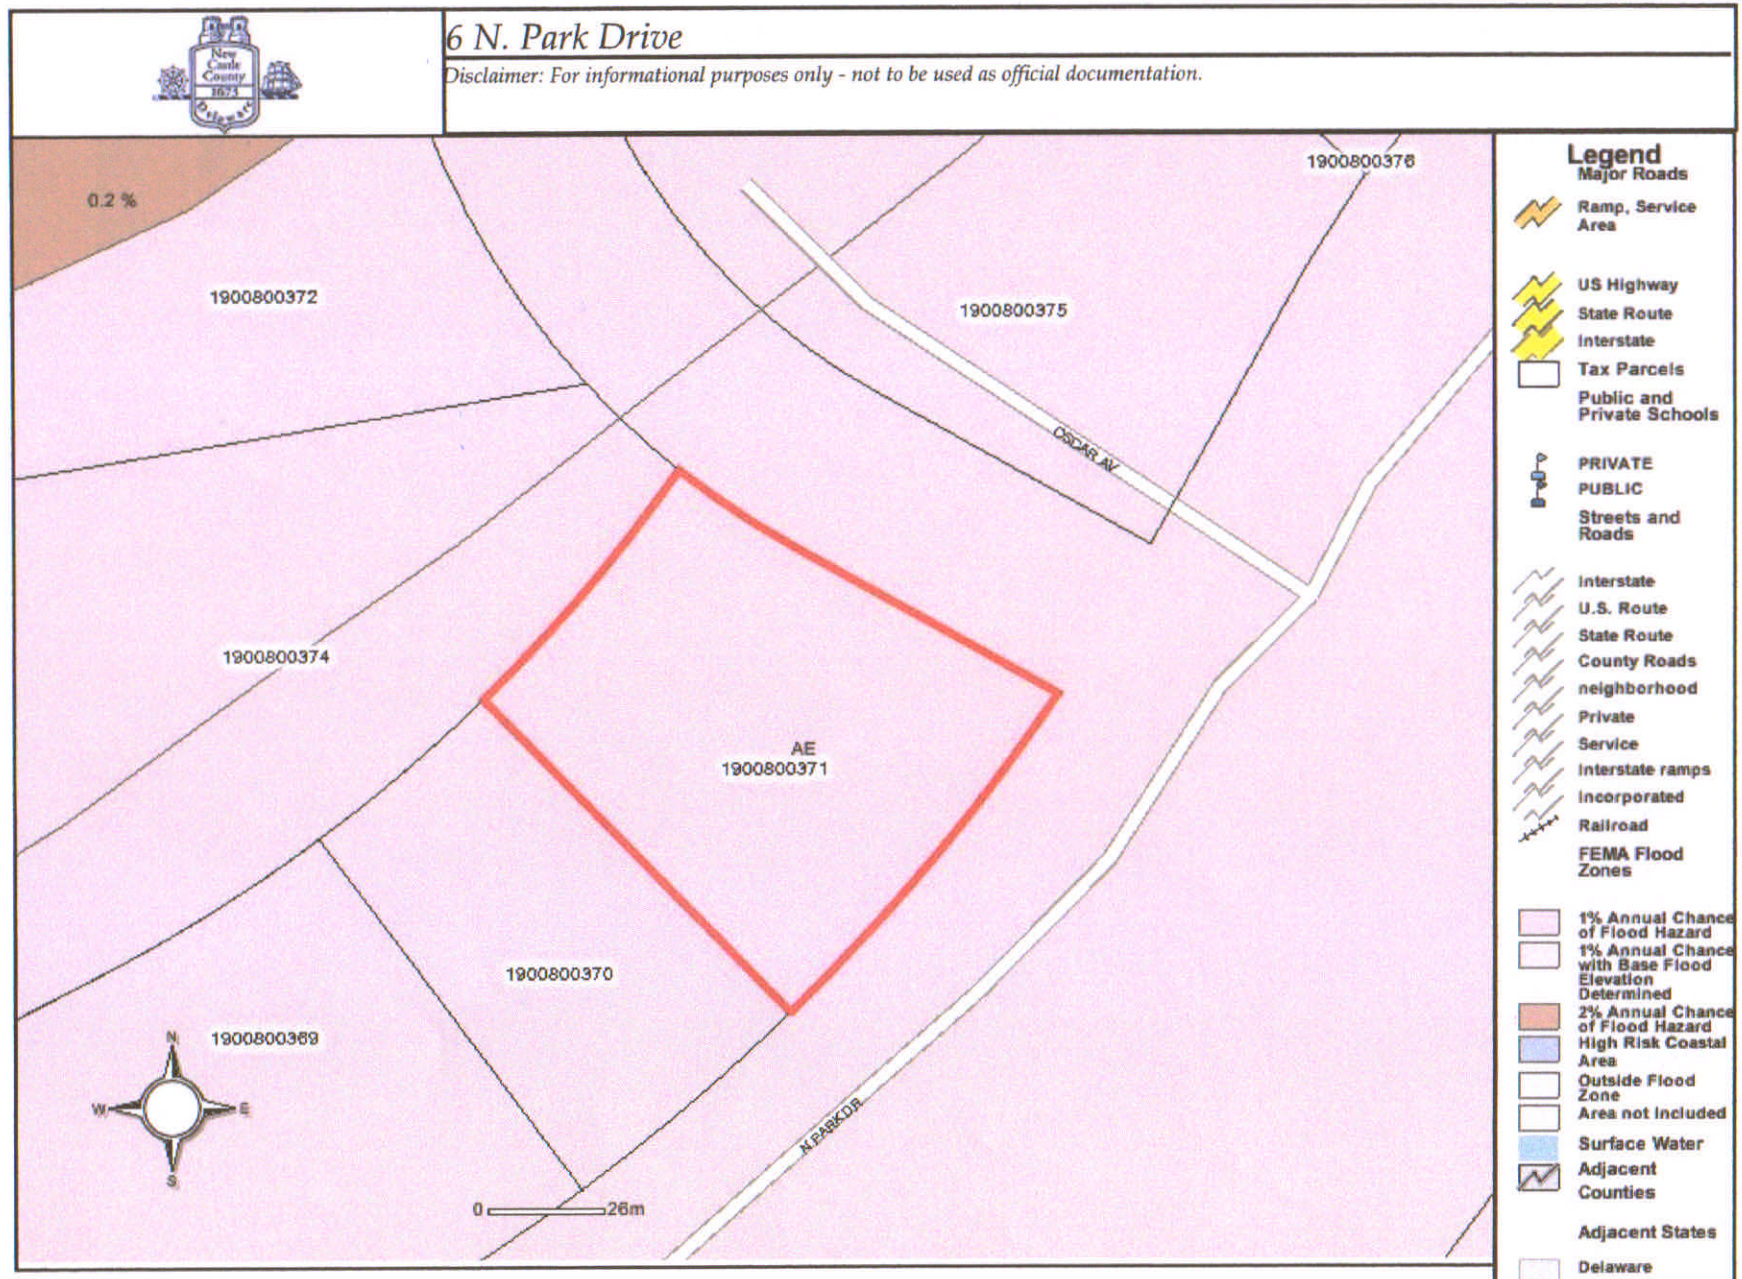 New
Castle
County
1673
Delaware
6 N. Park Drive
Disclaimer: For informational purposes only - not to be used as official documentation.
0.2 %
1900800376
1900800372
1900800375
OSCAR AV
1900800374
AE
1900800371
1900800370
1900800369
N PARK DR
N
W
E
S
0
26m
Legend
Major Roads
Ramp, Service
Area
US Highway
State Route
Interstate
Tax Parcels
Public and
Private Schools
PRIVATE
PUBLIC
Streets and
Roads
Interstate
U.S. Route
State Route
County Roads
neighborhood
Private
Service
Interstate ramps
Incorporated
Railroad
FEMA Flood
Zones
1% Annual Chance
of Flood Hazard
1% Annual Chance
with Base Flood
Elevation
Determined
2% Annual Chance
of Flood Hazard
High Risk Coastal
Area
Outside Flood
Zone
Area not Included
Surface Water
Adjacent
Counties
Adjacent States
Delaware